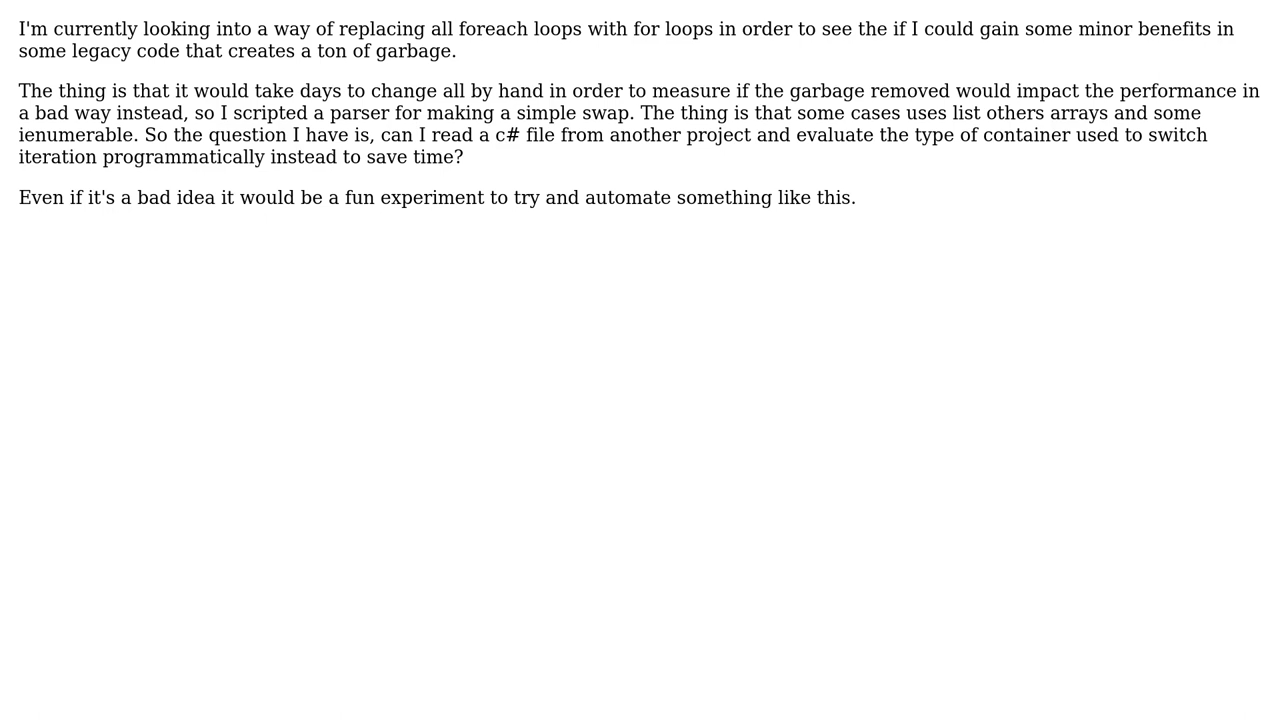 I'm currently looking into a way of replacing all foreach loops with for loops in order to see the if I could gain some minor benefits in
some legacy code that creates a ton of garbage.
The thing is that it would take days to change all by hand in order to measure if the garbage removed would impact the performance in
a bad way instead, so I scripted a parser for making a simple swap. The thing is that some cases uses list others arrays and some
ienumerable. So the question I have is, can I read a c# file from another project and evaluate the type of container used to switch
iteration programmatically instead to save time?
Even if it's a bad idea it would be a fun experiment to try and automate something like this.